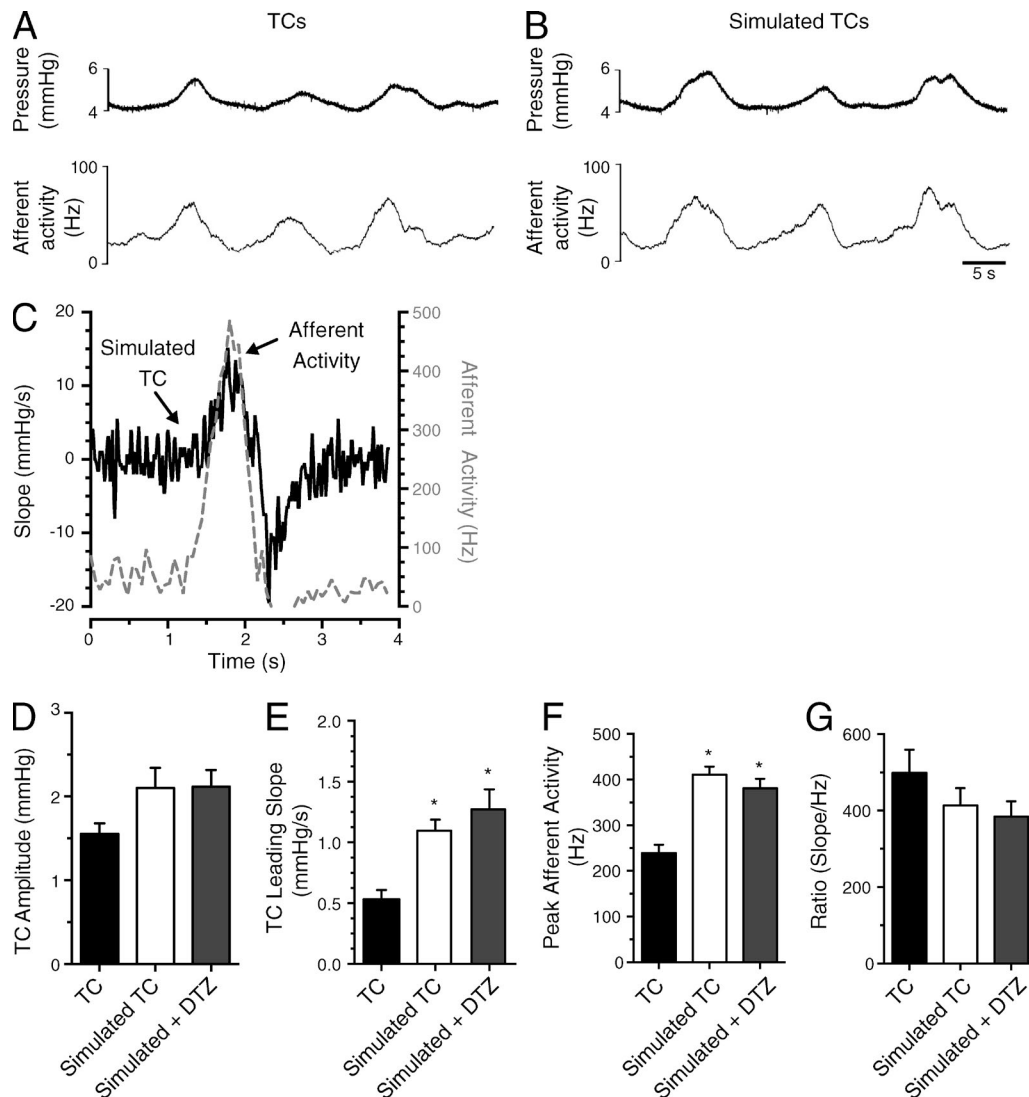 A
TCs
Pressure
(mmHg)
6
4
Afferent
activity
(Hz)
100
0
B
Simulated TCs
Pressure
(mmHg)
6
4
Afferent
activity
(Hz)
100
0
5 s
C
Slope (mmHg/s)
20
10
0
-10
-20
Simulated
TC
Afferent
Activity
500
400
300
200
100
0
Afferent Activity (Hz)
0 1 2 3 4
Time (s)
D
TC Amplitude (mmHg)
3
2
1
0
TC
Simulated TC
Simulated + DTZ
E
TC Leading Slope
(mmHg/s)
2.0
1.5
1.0
0.5
0.0
*
*
TC
Simulated TC
Simulated + DTZ
F
Peak Afferent Activity
(Hz)
500
400
300
200
100
0
*
*
TC
Simulated TC
Simulated + DTZ
G
Ratio (Slope/Hz)
600
400
200
0
TC
Simulated TC
Simulated + DTZ